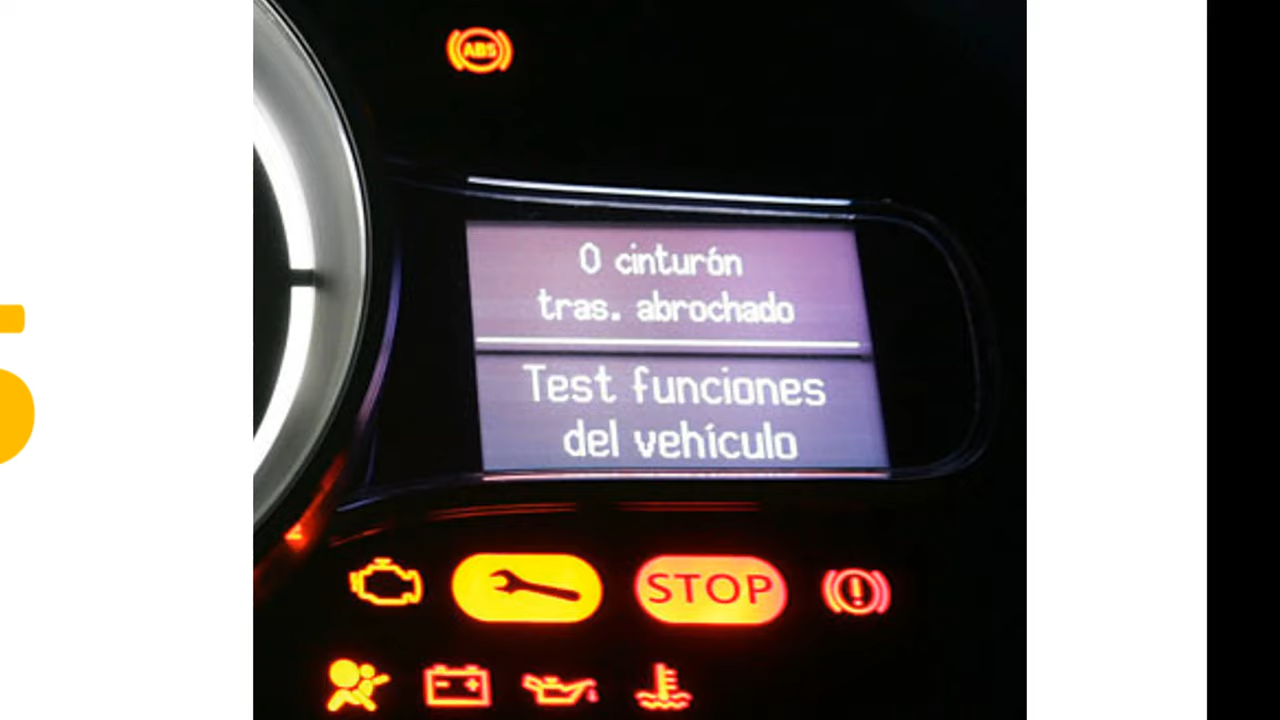 ABS
0 cinturón
tras. abrochado
Test funciones
del vehículo
STOP